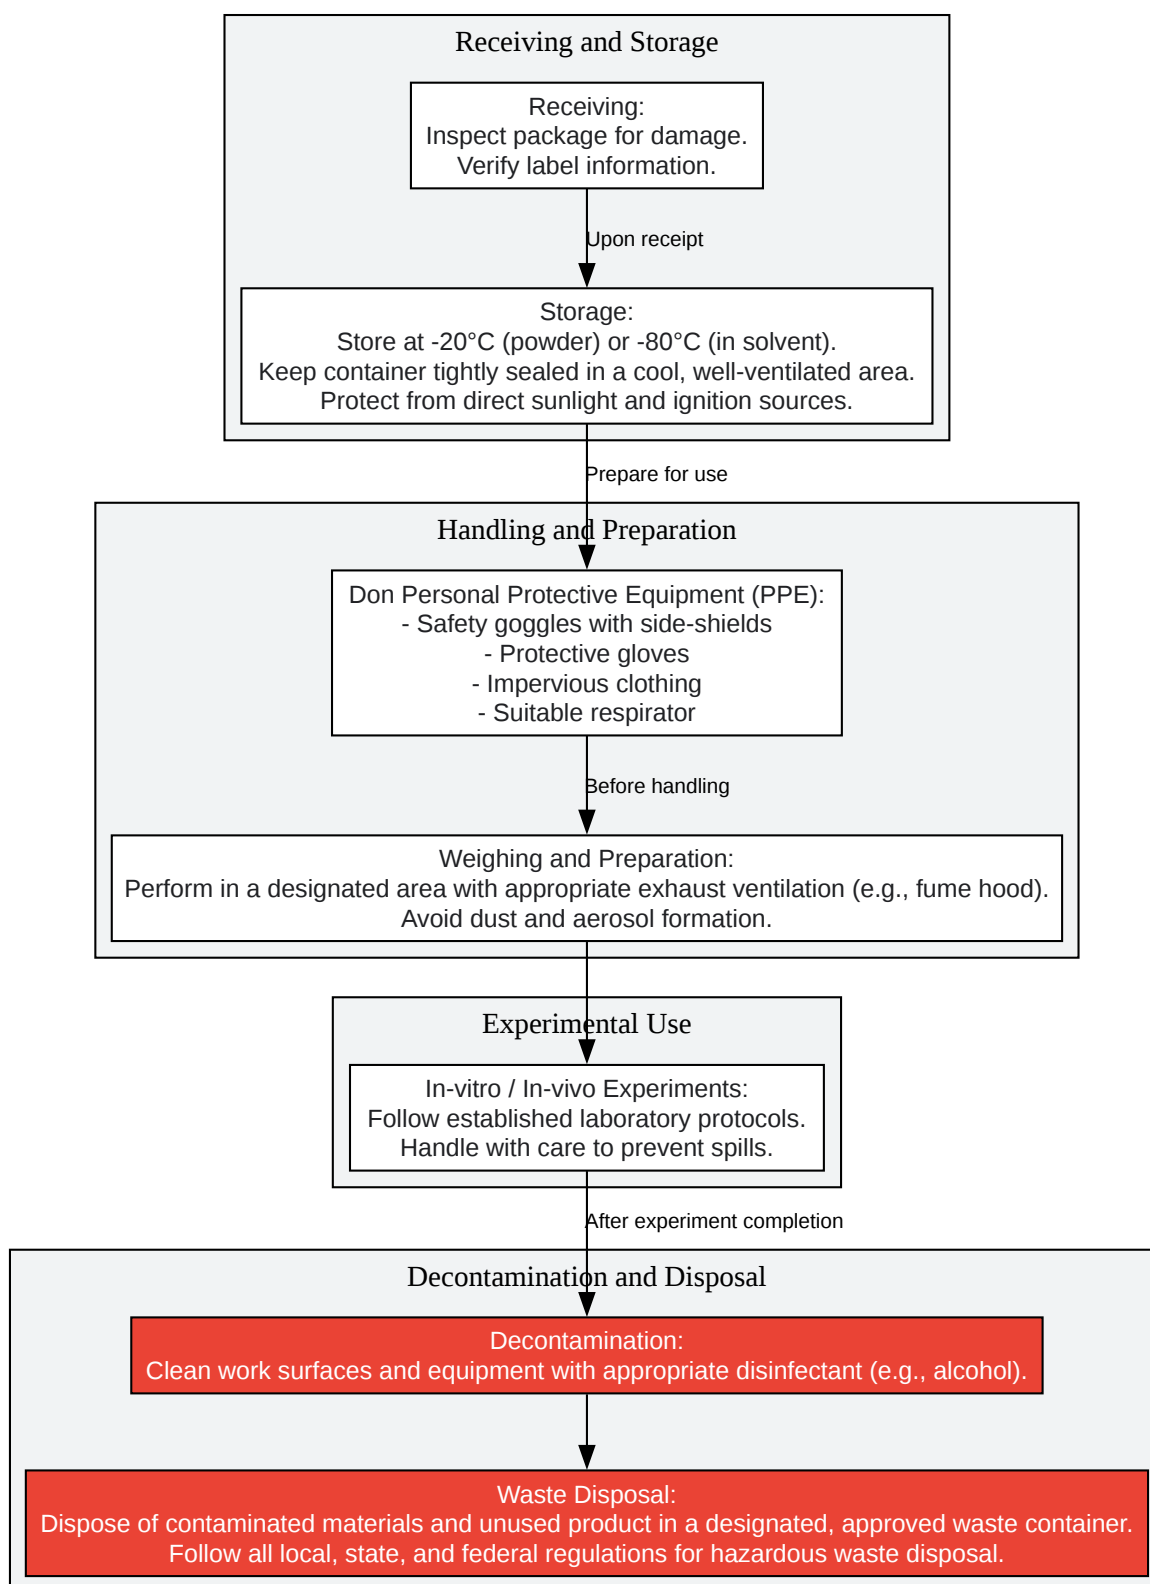 Receiving and Storage
Receiving:
Inspect package for damage.
Verify label information.
Upon receipt
Storage:
Store at -20°C (powder) or -80°C (in solvent).
Keep container tightly sealed in a cool, well-ventilated area.
Protect from direct sunlight and ignition sources.
Prepare for use
Handling and Preparation
Don Personal Protective Equipment (PPE):
- Safety goggles with side-shields
- Protective gloves
- Impervious clothing
- Suitable respirator
Before handling
Weighing and Preparation:
Perform in a designated area with appropriate exhaust ventilation (e.g., fume hood).
Avoid dust and aerosol formation.
Experimental Use
In-vitro / In-vivo Experiments:
Follow established laboratory protocols.
Handle with care to prevent spills.
After experiment completion
Decontamination and Disposal
Decontamination:
Clean work surfaces and equipment with appropriate disinfectant (e.g., alcohol).
Waste Disposal:
Dispose of contaminated materials and unused product in a designated, approved waste container.
Follow all local, state, and federal regulations for hazardous waste disposal.